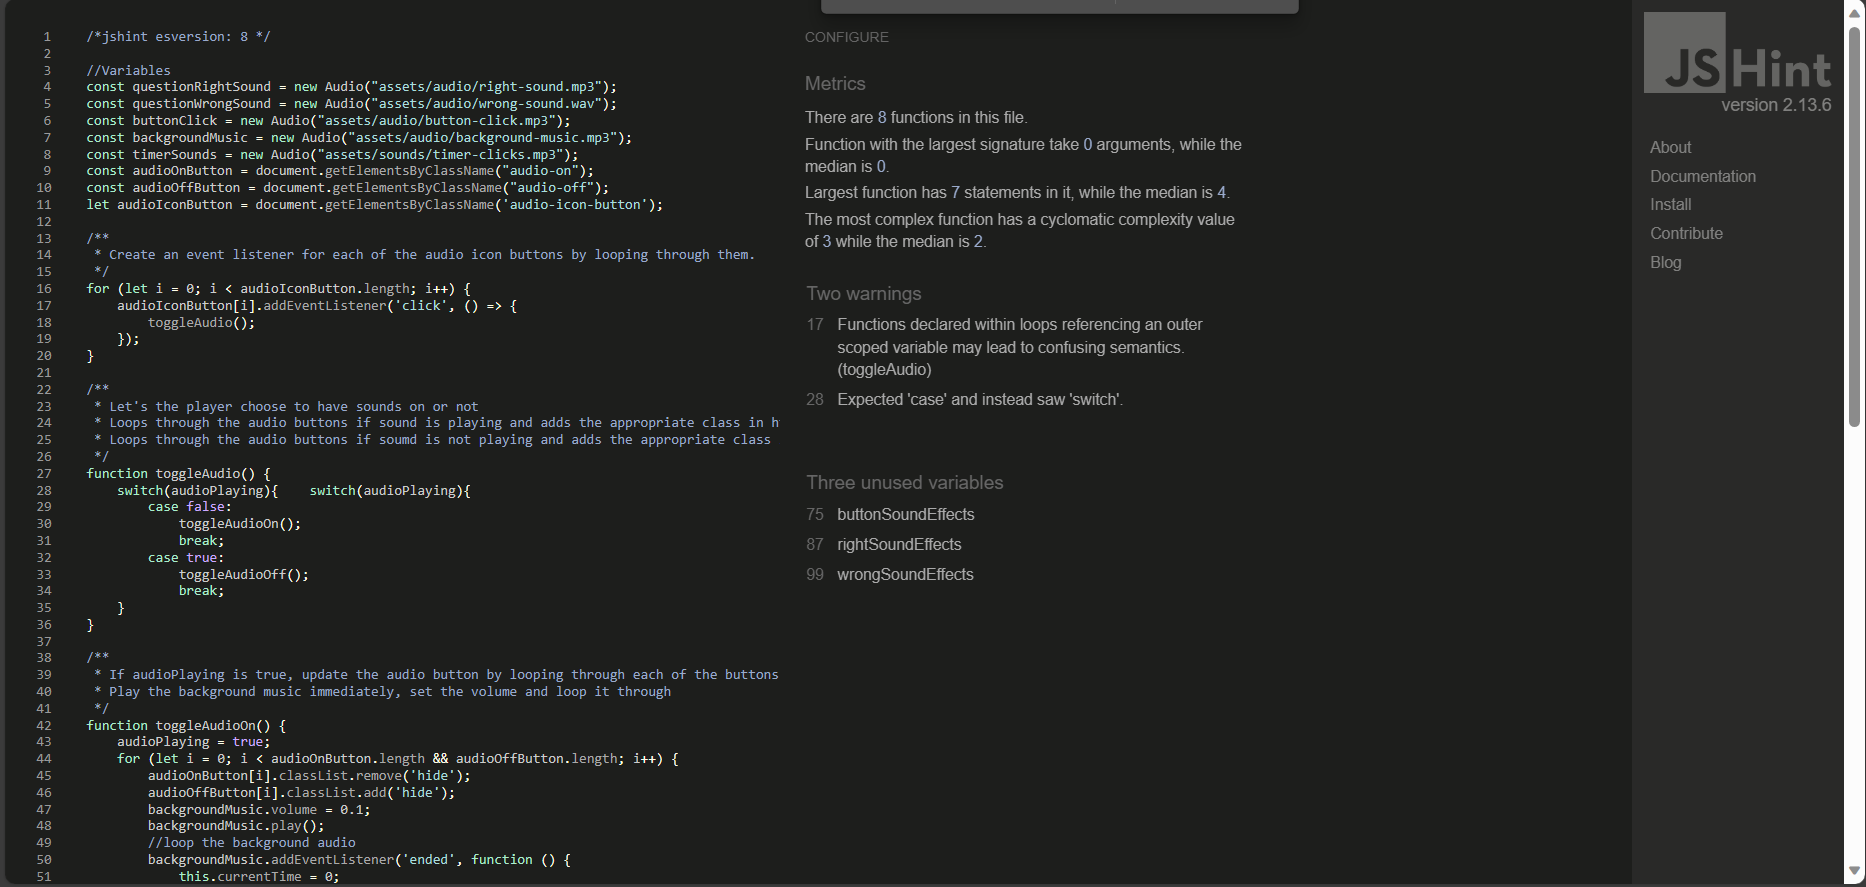 1 /*jshint esversion: 8 */
2
3 //Variables
4 const questionRightSound = new Audio("assets/audio/right-sound.mp3");
5 const questionWrongSound = new Audio("assets/audio/wrong-sound.wav");
6 const buttonClick = new Audio("assets/audio/button-click.mp3");
7 const backgroundMusic = new Audio("assets/audio/background-music.mp3");
8 const timerSounds = new Audio("assets/sounds/timer-clicks.mp3");
9 const audioOnButton = document.getElementsByClassName("audio-on");
10 const audioOffButton = document.getElementsByClassName("audio-off");
11 let audioIconButton = document.getElementsByClassName('audio-icon-button');
12
13 /**
14 * Create an event listener for each of the audio icon buttons by looping through them.
15 */
16 for (let i = 0; i < audioIconButton.length; i++) {
17 audioIconButton[i].addEventListener('click', () => {
18 toggleAudio();
19 });
20 }
21
22 /**
23 * Let's the player choose to have sounds on or not
24 * Loops through the audio buttons if sound is playing and adds the appropriate class in h
25 * Loops through the audio buttons if soumd is not playing and adds the appropriate class
26 */
27 function toggleAudio() {
28 switch(audioPlaying){    switch(audioPlaying){
29 case false:
30 toggleAudioOn();
31 break;
32 case true:
33 toggleAudioOff();
34 break;
35 }
36 }
37
38 /**
39 * If audioPlaying is true, update the audio button by looping through each of the buttons
40 * Play the background music immediately, set the volume and loop it through
41 */
42 function toggleAudioOn() {
43 audioPlaying = true;
44 for (let i = 0; i < audioOnButton.length && audioOffButton.length; i++) {
45 audioOnButton[i].classList.remove('hide');
46 audioOffButton[i].classList.add('hide');
47 backgroundMusic.volume = 0.1;
48 backgroundMusic.play();
49 //loop the background audio
50 backgroundMusic.addEventListener('ended', function () {
51 this.currentTime = 0;
CONFIGURE
Metrics
There are 8 functions in this file.
Function with the largest signature take 0 arguments, while the
median is 0.
Largest function has 7 statements in it, while the median is 4.
The most complex function has a cyclomatic complexity value
of 3 while the median is 2.
Two warnings
17 Functions declared within loops referencing an outer
scoped variable may lead to confusing semantics.
(toggleAudio)
28 Expected 'case' and instead saw 'switch'.
Three unused variables
75 buttonSoundEffects
87 rightSoundEffects
99 wrongSoundEffects
JSHint
version 2.13.6
About
Documentation
Install
Contribute
Blog